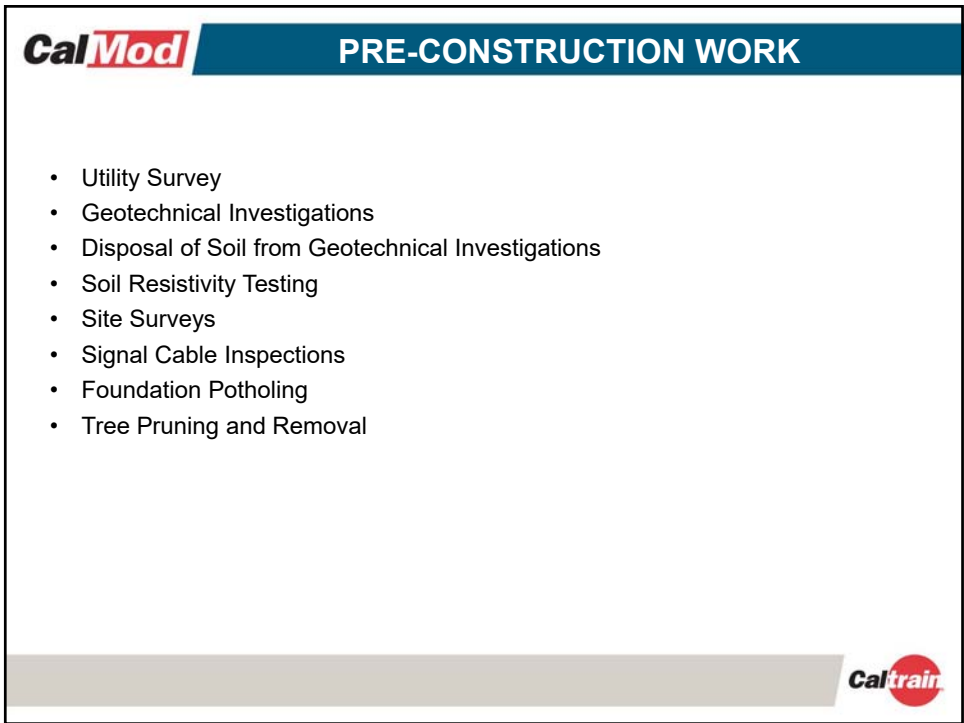 CalMod
PRE-CONSTRUCTION WORK
• Utility Survey
• Geotechnical Investigations
• Disposal of Soil from Geotechnical Investigations
• Soil Resistivity Testing
• Site Surveys
• Signal Cable Inspections
• Foundation Potholing
• Tree Pruning and Removal
Caltrain